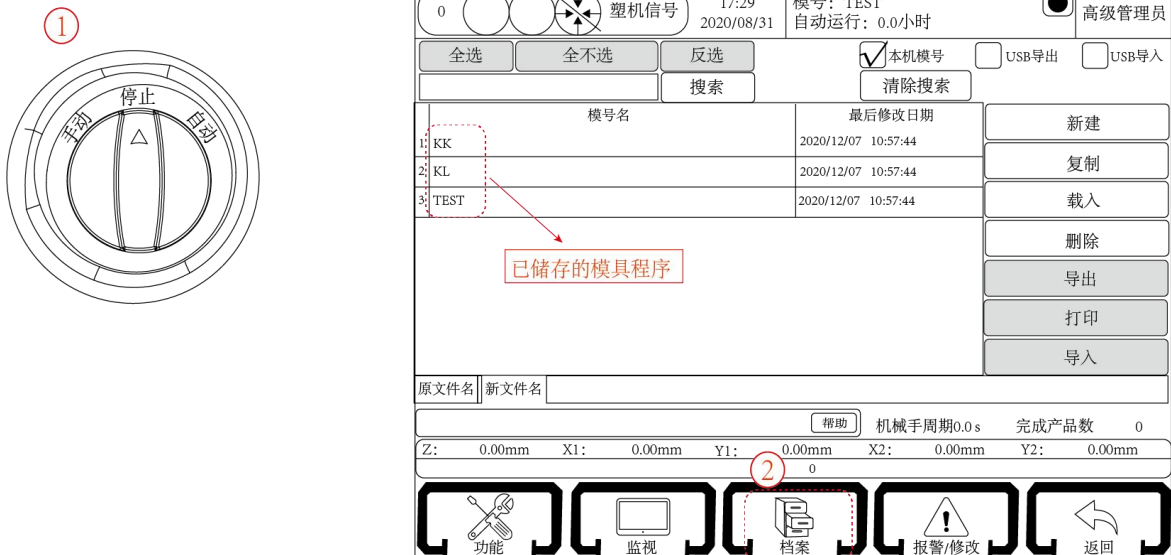 ①
停止
手动
自动
0
塑机信号
17:29
2020/08/31
模号：TEST
自动运行：0.0小时
高级管理员
全选
全不选
反选
本机模号
USB导出
USB导入
搜索
清除搜索
模号名
最后修改日期
1 KK 2020/12/07 10:57:44
2 KL 2020/12/07 10:57:44
3 TEST 2020/12/07 10:57:44
已储存的模具程序
新建
复制
载入
删除
导出
打印
导入
原文件名
新文件名
帮助
机械手周期0.0 s
完成产品数 0
Z: 0.00mm X1: 0.00mm Y1: 0.00mm X2: 0.00mm Y2: 0.00mm
②
0
功能
监视
档案
报警/修改
返回